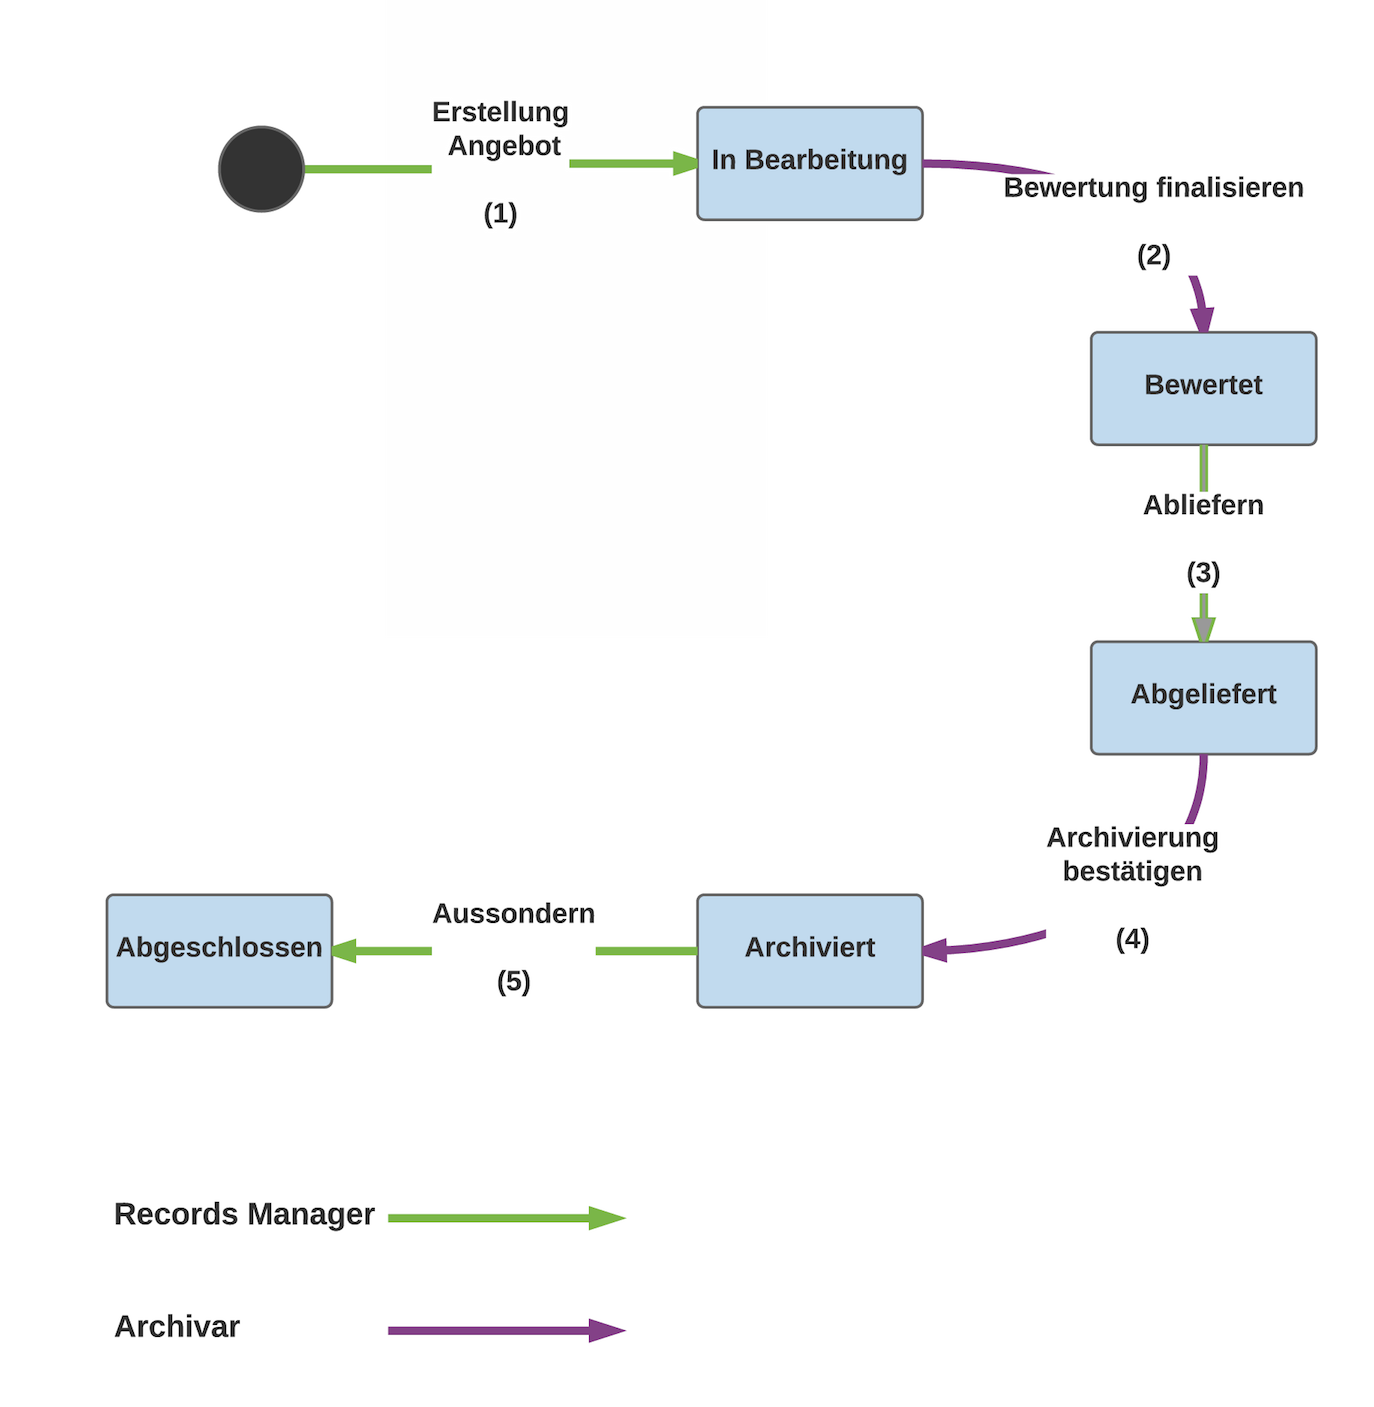 Erstellung
Angebot
(1)
In Bearbeitung
Bewertung finalisieren
(2)
Bewertet
Abliefern
(3)
Abgeliefert
Archivierung
bestätigen
(4)
Archiviert
Aussondern
(5)
Abgeschlossen
Records Manager
Archivar